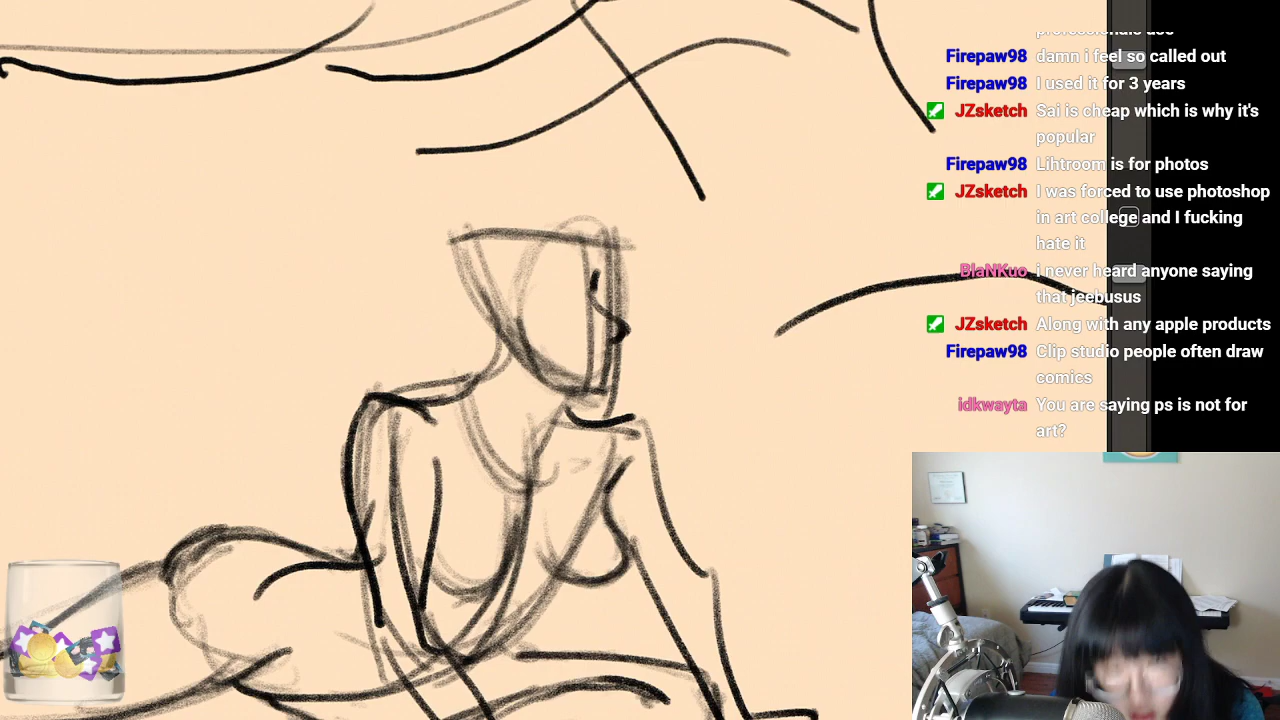 Firepaw98 damn i feel so called out
Firepaw98 I used it for 3 years
JZsketch Sai is cheap which is why it's
popular
Firepaw98 Lihtroom is for photos
JZsketch I was forced to use photoshop
in art college and I fucking
hate it
BlaNKuo i never heard anyone saying
that jeebusus
JZsketch Along with any apple products
Firepaw98 Clip studio people often draw
comics
idkwayta You are saying ps is not for
art?